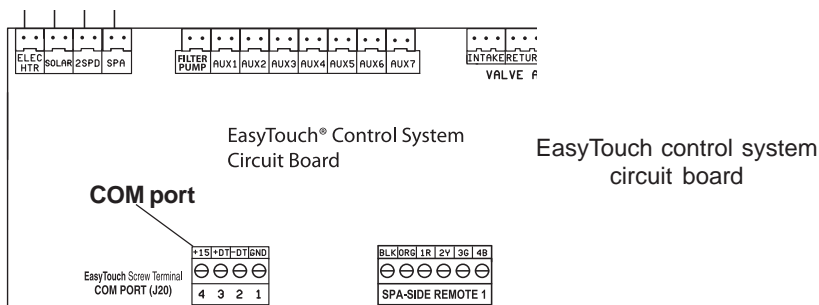 ELEC HTR SOLAR 2SPD SPA
FILTER PUMP AUX1 AUX2 AUX3 AUX4 AUX5 AUX6 AUX7
INTAKE RETUR
VALVE A
EasyTouch® Control System
Circuit Board
EasyTouch control system
circuit board
COM port
+15 +DT -DT GND
EasyTouch Screw Terminal
COM PORT (J20)
4 3 2 1
BLK ORG 1R 2Y 3G 4B
SPA-SIDE REMOTE 1